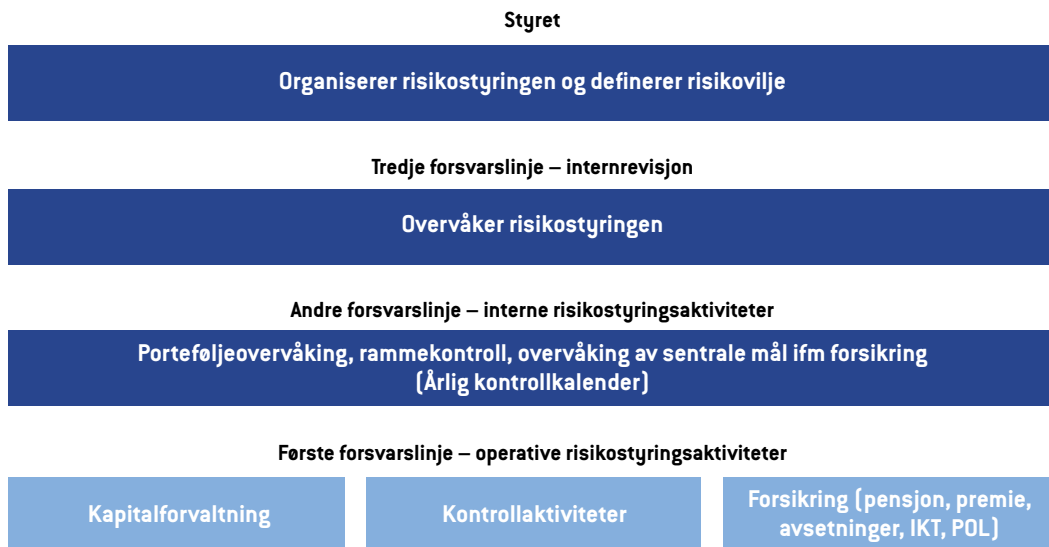 Styret
Organiserer risikostyringen og definerer risikovilje
Tredje forsvarslinje – internrevisjon
Overvåker risikostyringen
Andre forsvarslinje – interne risikostyringsaktiviteter
Porteføljeovervåking, rammekontroll, overvåking av sentrale mål ifm forsikring
(Årlig kontrollkalender)
Første forsvarslinje – operative risikostyringsaktiviteter
Kapitalforvaltning
Kontrollaktiviteter
Forsikring (pensjon, premie,
avsetninger, IKT, POL)